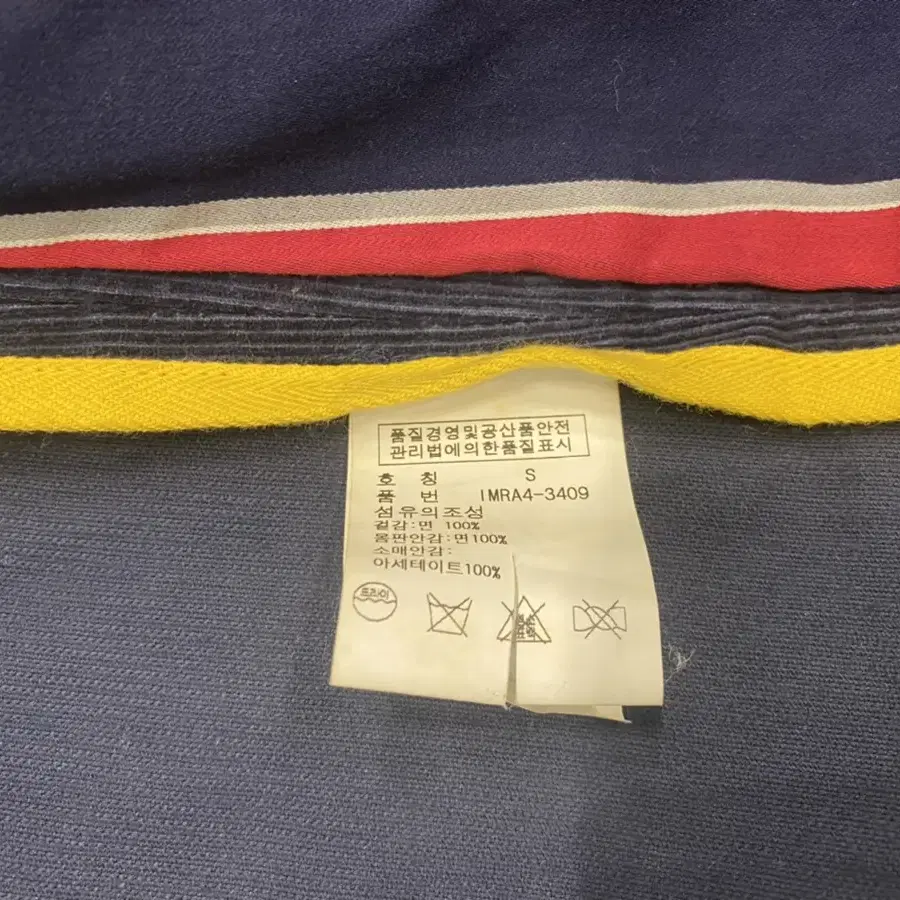 품질경영및공산품안전
관리법에의한품질표시
호 칭 S
품 번 IMRA4-3409
섬유의조성
겉감:면 100%
몸판안감:면100%
소매안감:
아세테이트100%
드라이